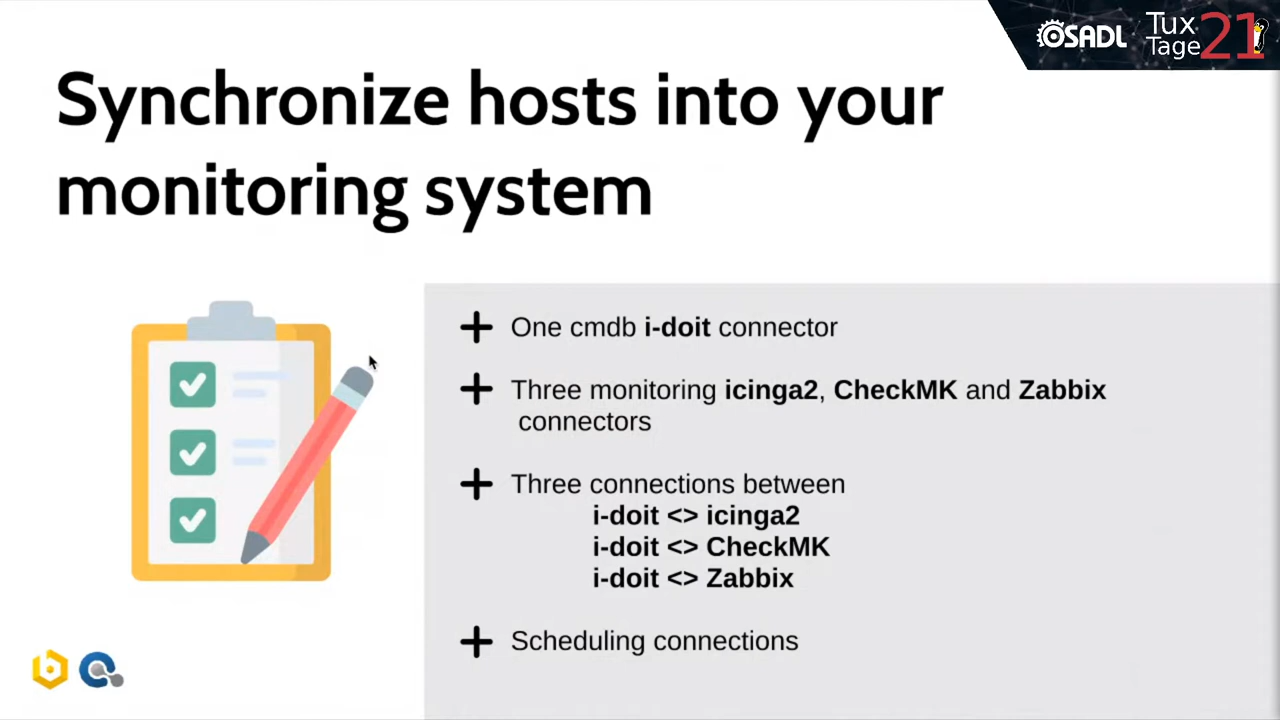 OSADL
Tux
Tage 21
Synchronize hosts into your
monitoring system
One cmdb i-doit connector
Three monitoring icinga2, CheckMK and Zabbix
connectors
Three connections between
i-doit <> icinga2
i-doit <> CheckMK
i-doit <> Zabbix
Scheduling connections
b